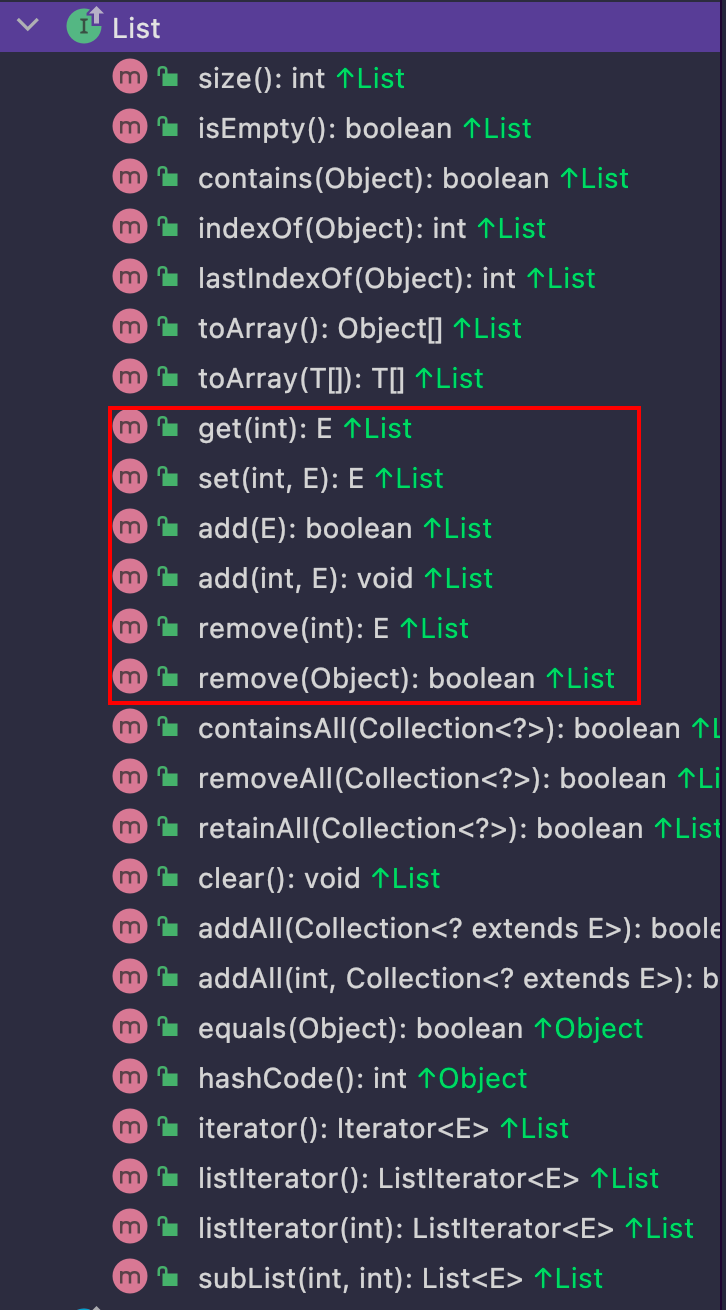 List
size(): int ↑List
isEmpty(): boolean ↑List
contains(Object): boolean ↑List
indexOf(Object): int ↑List
lastIndexOf(Object): int ↑List
toArray(): Object[] ↑List
toArray(T[]): T[] ↑List
get(int): E ↑List
set(int, E): E ↑List
add(E): boolean ↑List
add(int, E): void ↑List
remove(int): E ↑List
remove(Object): boolean ↑List
containsAll(Collection<?>): boolean ↑L
removeAll(Collection<?>): boolean ↑Li
retainAll(Collection<?>): boolean ↑List
clear(): void ↑List
addAll(Collection<? extends E>): boole
addAll(int, Collection<? extends E>): b
equals(Object): boolean ↑Object
hashCode(): int ↑Object
iterator(): Iterator<E> ↑List
listIterator(): ListIterator<E> ↑List
listIterator(int): ListIterator<E> ↑List
subList(int, int): List<E> ↑List